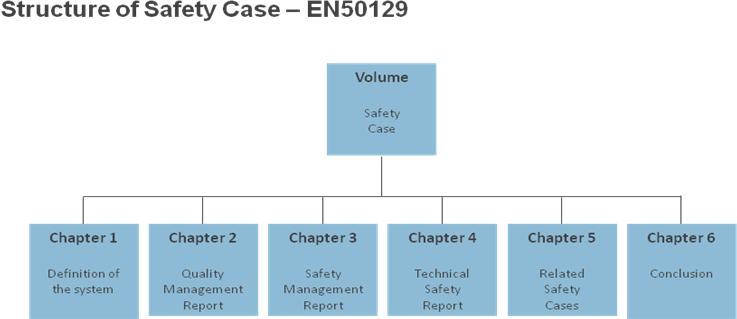 Structure of Safety Case – EN50129
Volume
Safety
Case
Chapter 1
Definition of
the system
Chapter 2
Quality
Management
Report
Chapter 3
Safety
Management
Report
Chapter 4
Technical
Safety
Report
Chapter 5
Related
Safety
Cases
Chapter 6
Conclusion